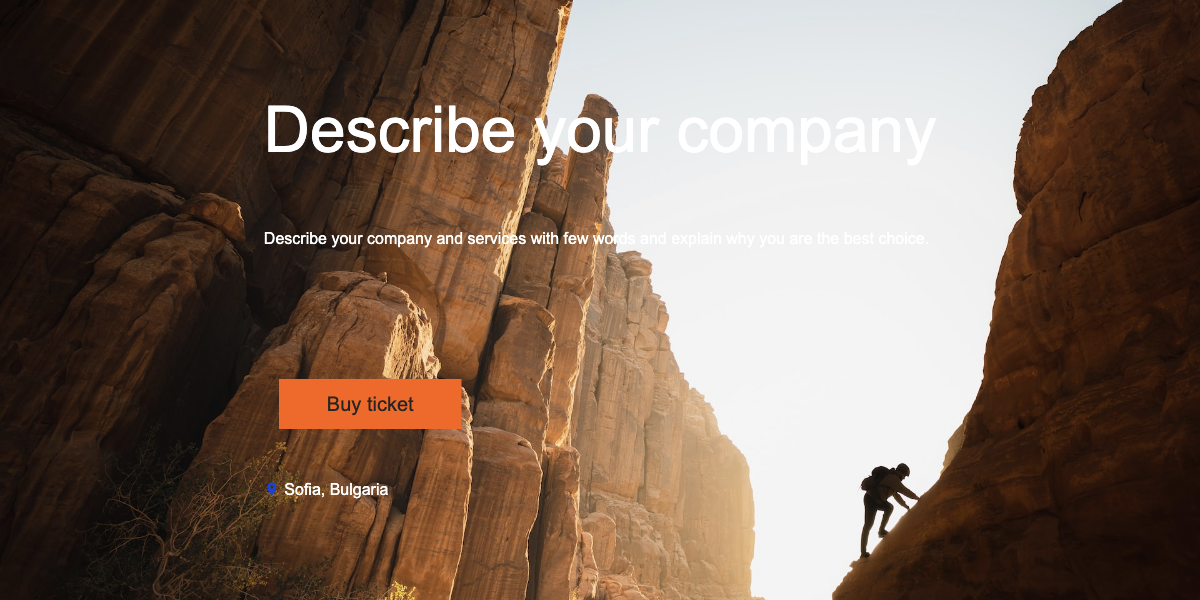 Describe your company
Describe your company and services with few words and explain why you are the best choice.
Buy ticket
Sofia, Bulgaria